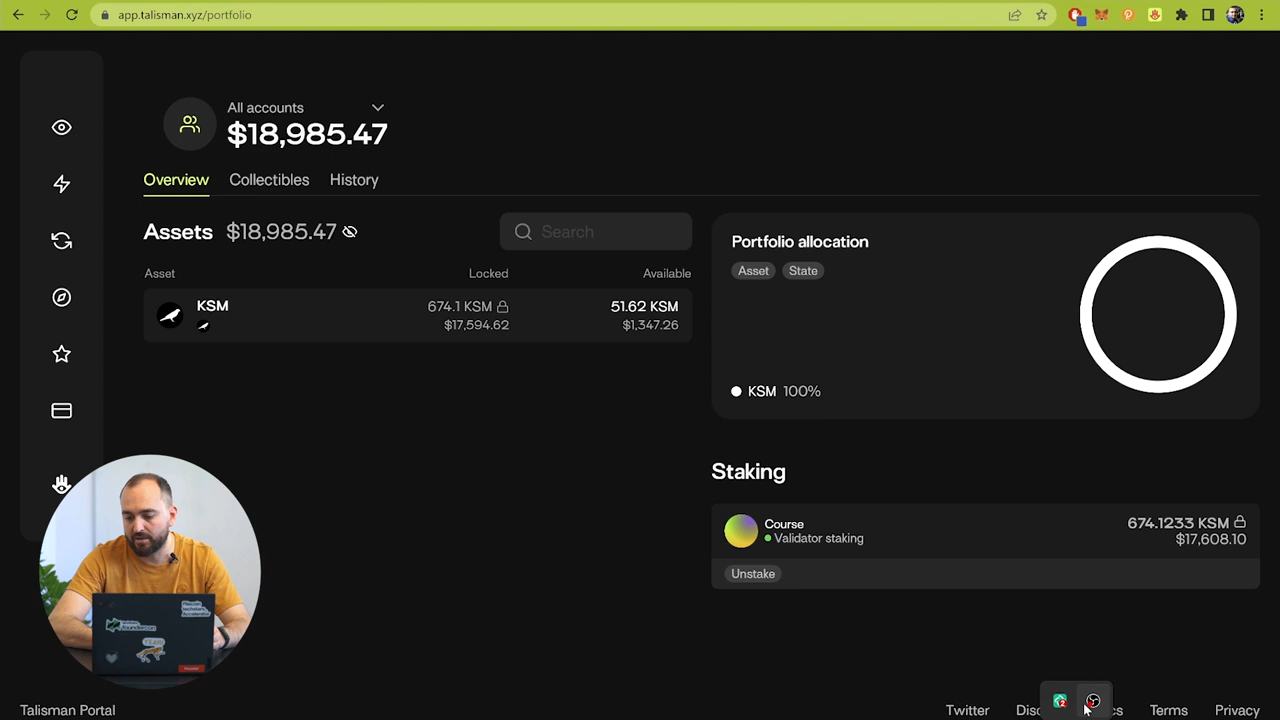 app.talisman.xyz/portfolio
All accounts
$18,985.47
Overview Collectibles History
Assets $18,985.47
Search
Asset Locked Available
KSM 674.1 KSM 51.62 KSM
$17,594.62 $1,347.26
Portfolio allocation
Asset State
KSM 100%
Staking
Course 674.1233 KSM
Validator staking $17,608.10
Unstake
Talisman Portal Twitter Terms Privacy